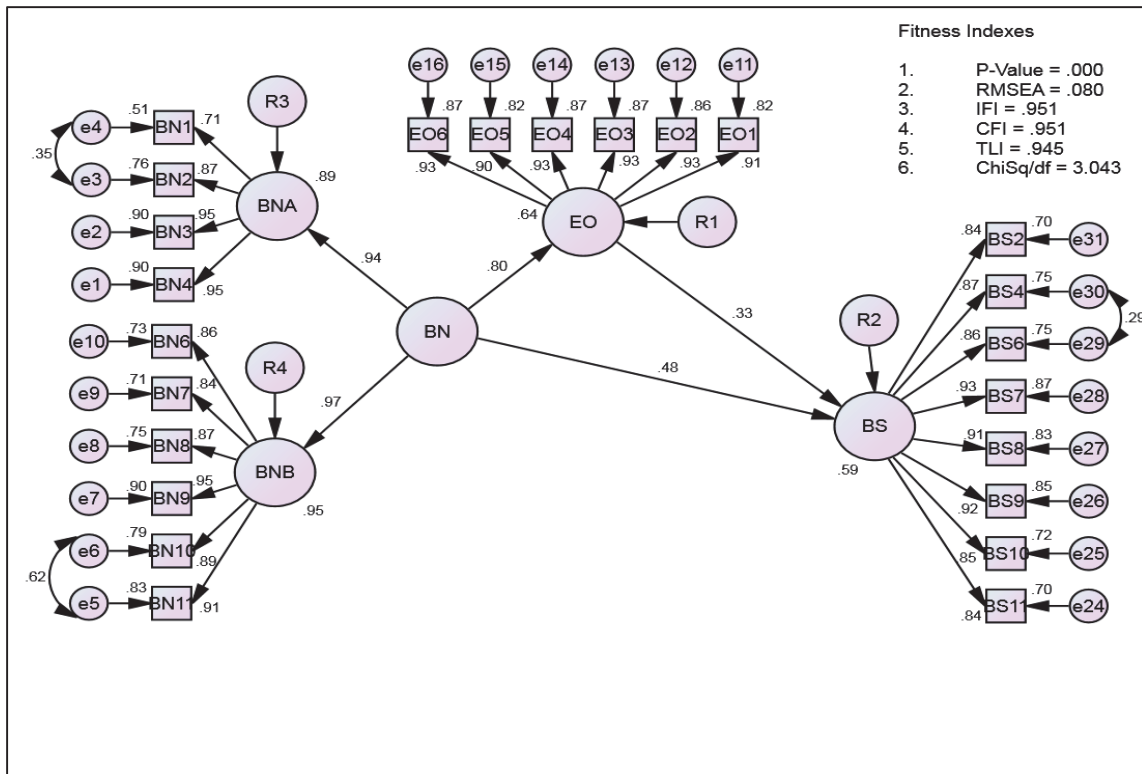 Fitness Indexes
1. P-Value = .000
2. RMSEA = .080
3. IFI = .951
4. CFI = .951
5. TLI = .945
6. ChiSq/df = 3.043
e16 e15 e14 e13 e12 e11
.87 .82 .87 .87 .86 .82
EO6 EO5 EO4 EO3 EO2 EO1
.93 .90 .93 .93 .93 .91
.64 EO R1
R3
e4 .51 BN1 .71
.35
e3 .76 BN2 .87
.89
BNA
e2 .90 BN3 .95
e1 .90 BN4 .95
.94
.80
BN
.33
.48
.97
e10 .73 BN6 .86
R4
e9 .71 BN7 .84
e8 .75 BN8 .87
BNB
.95
e7 .90 BN9 .95
e6 .79 BN10 .89
.62
e5 .83 BN11 .91
R2
BS
.59
.84 BS2 .70 e31
.87 BS4 .75 e30
.29
.86 BS6 .75 e29
.93 BS7 .87 e28
.91 BS8 .83 e27
.92 BS9 .85 e26
.85 BS10 .72 e25
.84 BS11 .70 e24